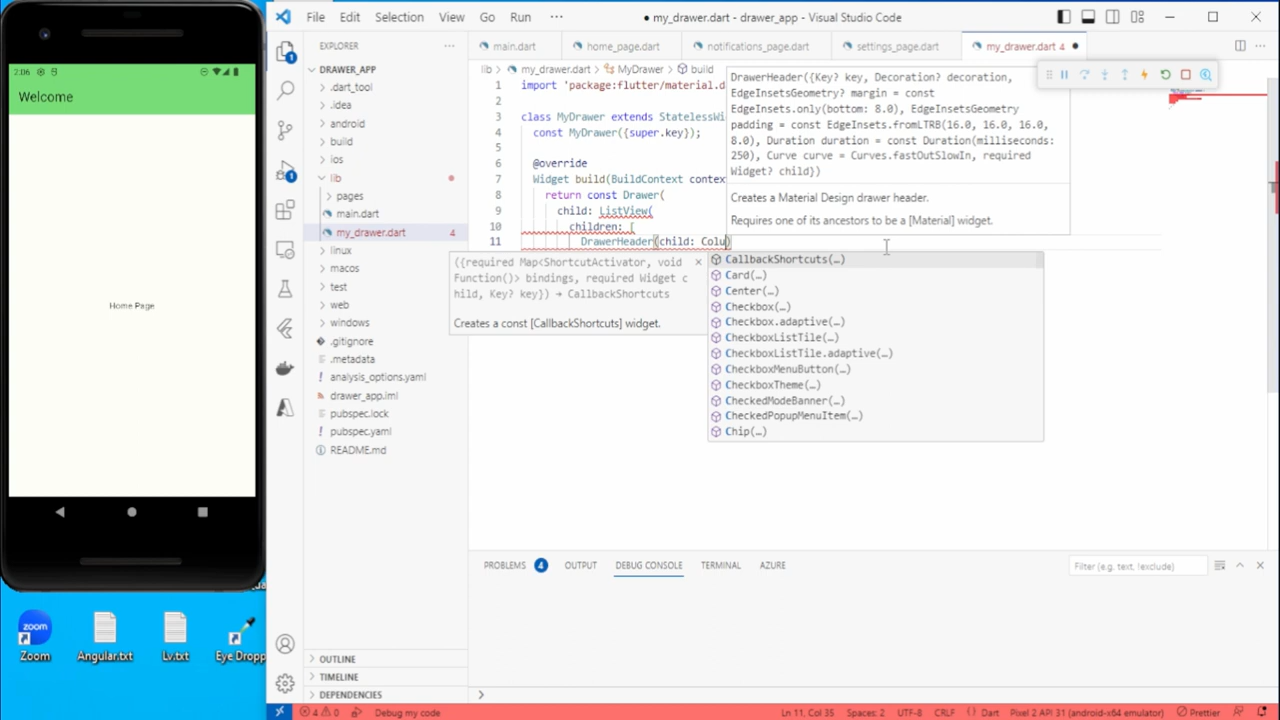 2:06
Welcome
Home Page
zoom
Zoom
Angular.txt
Lv.txt
Eye Dropp
File Edit Selection View Go Run ···
● my_drawer.dart - drawer_app - Visual Studio Code
EXPLORER ···
DRAWER_APP
.dart_tool
.idea
android
build
ios
lib
pages
main.dart
my_drawer.dart 4
linux
macos
test
web
windows
.gitignore
.metadata
analysis_options.yaml
drawer_app.iml
pubspec.lock
pubspec.yaml
README.md
OUTLINE
TIMELINE
DEPENDENCIES
main.dart home_page.dart notifications_page.dart settings_page.dart my_drawer.dart 4 ●
lib > my_drawer.dart > MyDrawer > build
1 import 'package:flutter/material.d
2
3 class MyDrawer extends StatelessWi
4 const MyDrawer({super.key});
5
6 @override
7 Widget build(BuildContext contex
8 return const Drawer(
9 child: ListView(
10 children: [
11 DrawerHeader(child: Colu)
DrawerHeader({Key? key, Decoration? decoration,
EdgeInsetsGeometry? margin = const
EdgeInsets.only(bottom: 8.0), EdgeInsetsGeometry
padding = const EdgeInsets.fromLTRB(16.0, 16.0, 16.0,
8.0), Duration duration = const Duration(milliseconds:
250), Curve curve = Curves.fastOutSlowIn, required
Widget? child})
Creates a Material Design drawer header.
Requires one of its ancestors to be a [Material] widget.
({required Map<ShortcutActivator, void
Function()> bindings, required Widget c
hild, Key? key}) → CallbackShortcuts
Creates a const [CallbackShortcuts] widget.
CallbackShortcuts(…)
Card(…)
Center(…)
Checkbox(…)
Checkbox.adaptive(…)
CheckboxListTile(…)
CheckboxListTile.adaptive(…)
CheckboxMenuButton(…)
CheckboxTheme(…)
CheckedModeBanner(…)
CheckedPopupMenuItem(…)
Chip(…)
PROBLEMS 4 OUTPUT DEBUG CONSOLE TERMINAL AZURE
Filter (e.g. text, !exclude)
4 0 Debug my code
Ln 11, Col 35 Spaces: 2 UTF-8 CRLF Dart Pixel 2 API 31 (android-x64 emulator) Prettier